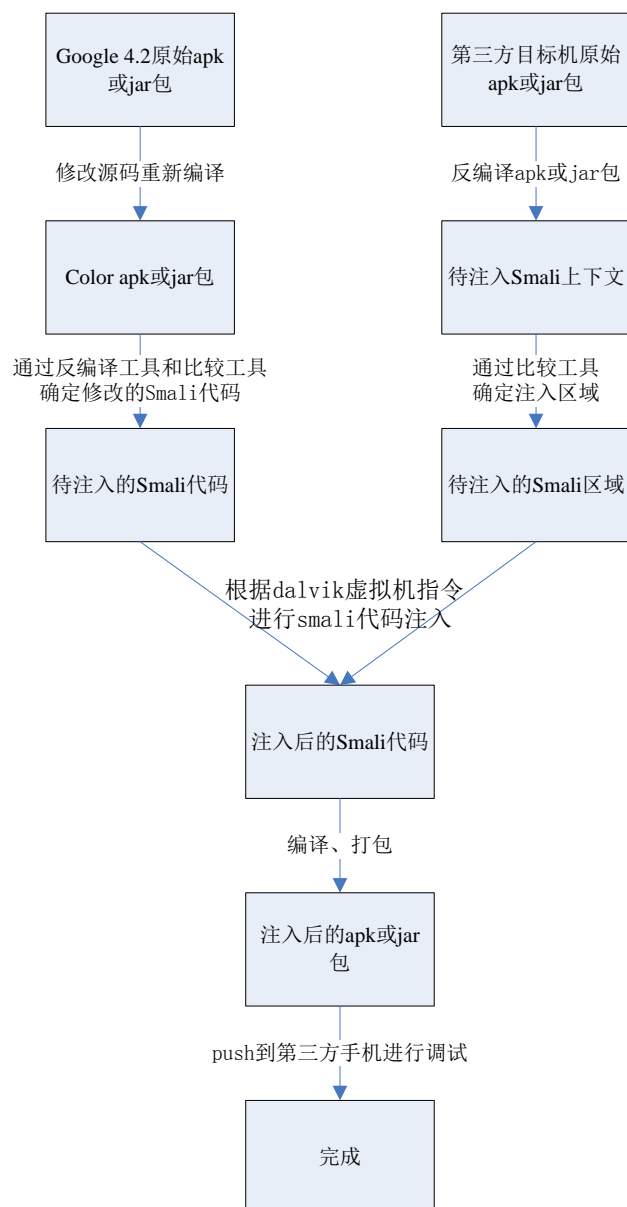 Google 4.2原始apk
或jar包
第三方目标机原始
apk或jar包
修改源码重新编译
反编译apk或jar包
Color apk或jar包
待注入Smali上下文
通过反编译工具和比较工具
确定修改的Smali代码
通过比较工具
确定注入区域
待注入的Smali代码
待注入的Smali区域
根据dalvik虚拟机指令
进行smali代码注入
注入后的Smali代码
编译、打包
注入后的apk或jar
包
push到第三方手机进行调试
完成